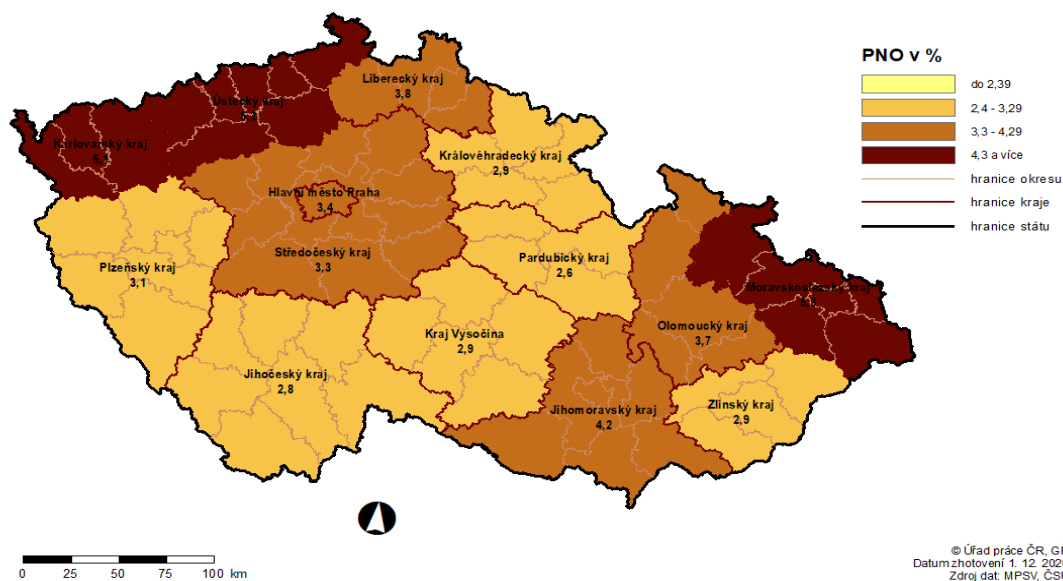 PNO v %
do 2,39
2,4 - 3,29
3,3 - 4,29
4,3 a více
hranice okresu
hranice kraje
hranice státu
Liberecký kraj
3,8
Ústecký kraj
Karlovarský kraj
5,1
Královéhradecký kraj
2,9
Hlavní město Praha
3,4
Středočeský kraj
3,3
Plzeňský kraj
3,1
Pardubický kraj
2,6
Moravskoslezský kraj
Kraj Vysočina
2,9
Olomoucký kraj
3,7
Jihočeský kraj
2,8
Jihomoravský kraj
4,2
Zlínský kraj
2,9
0 25 50 75 100 km
© Úřad práce ČR,
Datum zhotovení 1. 12.
Zdroj dat: MPSV,